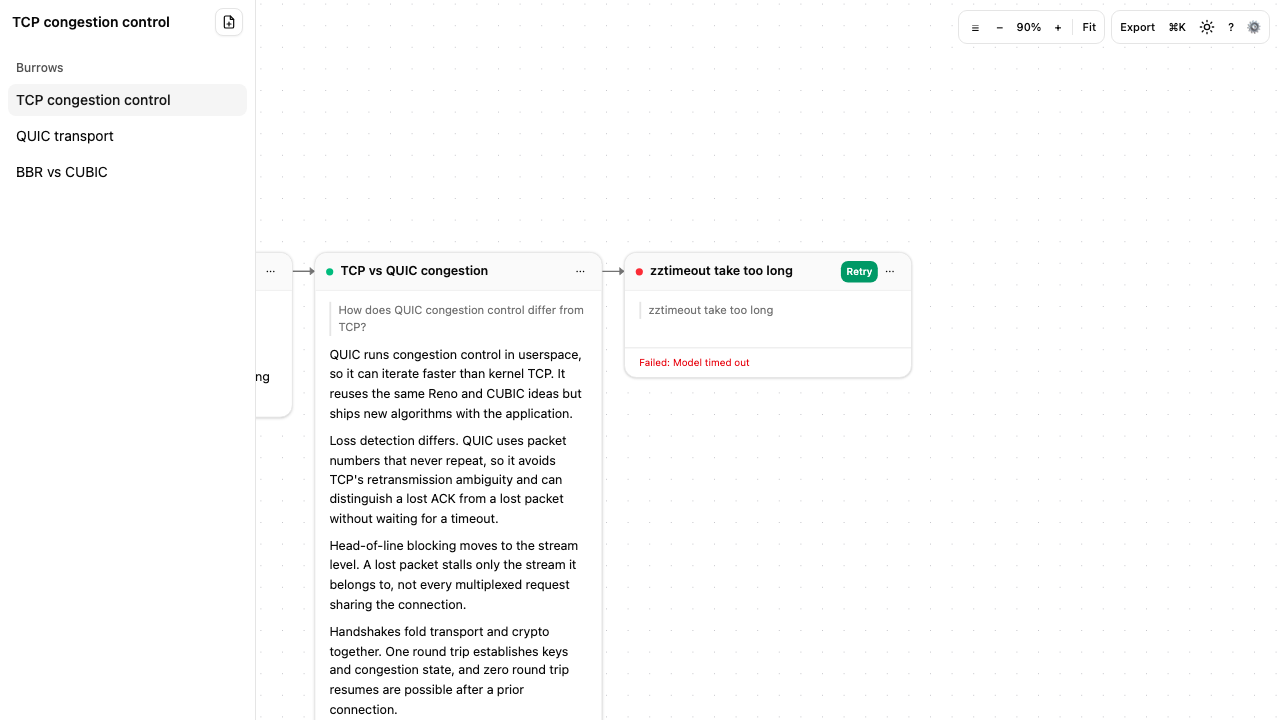 TCP congestion control
Burrows
TCP congestion control
QUIC transport
BBR vs CUBIC
≡ − 90% + Fit
Export ⌘K ?
...
ng
TCP vs QUIC congestion ...
How does QUIC congestion control differ from
TCP?
QUIC runs congestion control in userspace,
so it can iterate faster than kernel TCP. It
reuses the same Reno and CUBIC ideas but
ships new algorithms with the application.
Loss detection differs. QUIC uses packet
numbers that never repeat, so it avoids
TCP's retransmission ambiguity and can
distinguish a lost ACK from a lost packet
without waiting for a timeout.
Head-of-line blocking moves to the stream
level. A lost packet stalls only the stream it
belongs to, not every multiplexed request
sharing the connection.
Handshakes fold transport and crypto
together. One round trip establishes keys
and congestion state, and zero round trip
resumes are possible after a prior
connection.
zztimeout take too long Retry ...
zztimeout take too long
Failed: Model timed out